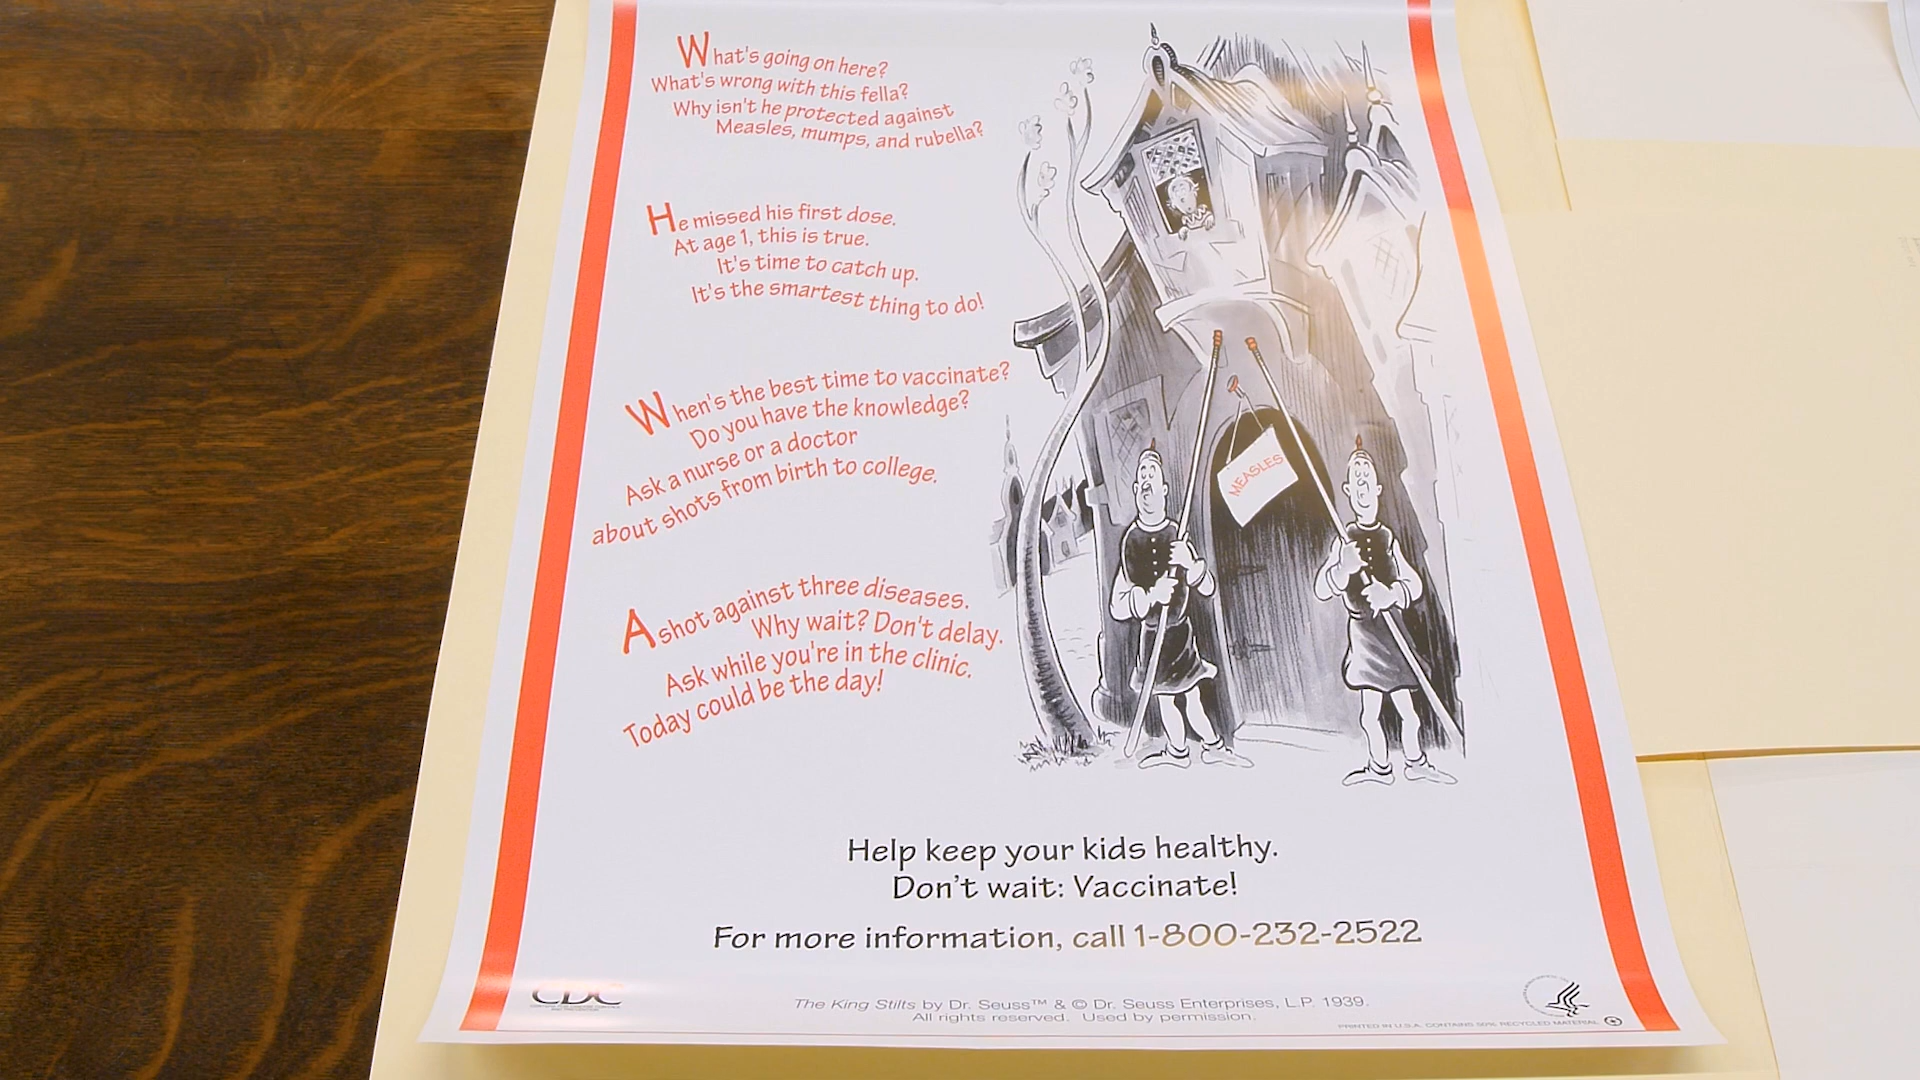 What's going on here?
What's wrong with this fella?
Why isn't he protected against
Measles, mumps, and rubella?
He missed his first dose.
At age 1, this is true.
It's time to catch up.
It's the smartest thing to do!
When's the best time to vaccinate?
Do you have the knowledge?
Ask a nurse or a doctor
about shots from birth to college.
A shot against three diseases.
Why wait? Don't delay.
Ask while you're in the clinic.
Today could be the day!
MEASLES
Help keep your kids healthy.
Don't wait: Vaccinate!
For more information, call 1-800-232-2522
CDC
The King Stilts by Dr. Seuss™ & © Dr. Seuss Enterprises, L.P. 1939.
All rights reserved. Used by permission.
PRINTED IN U.S.A. CONTAINS 50% RECYCLED MATERIAL